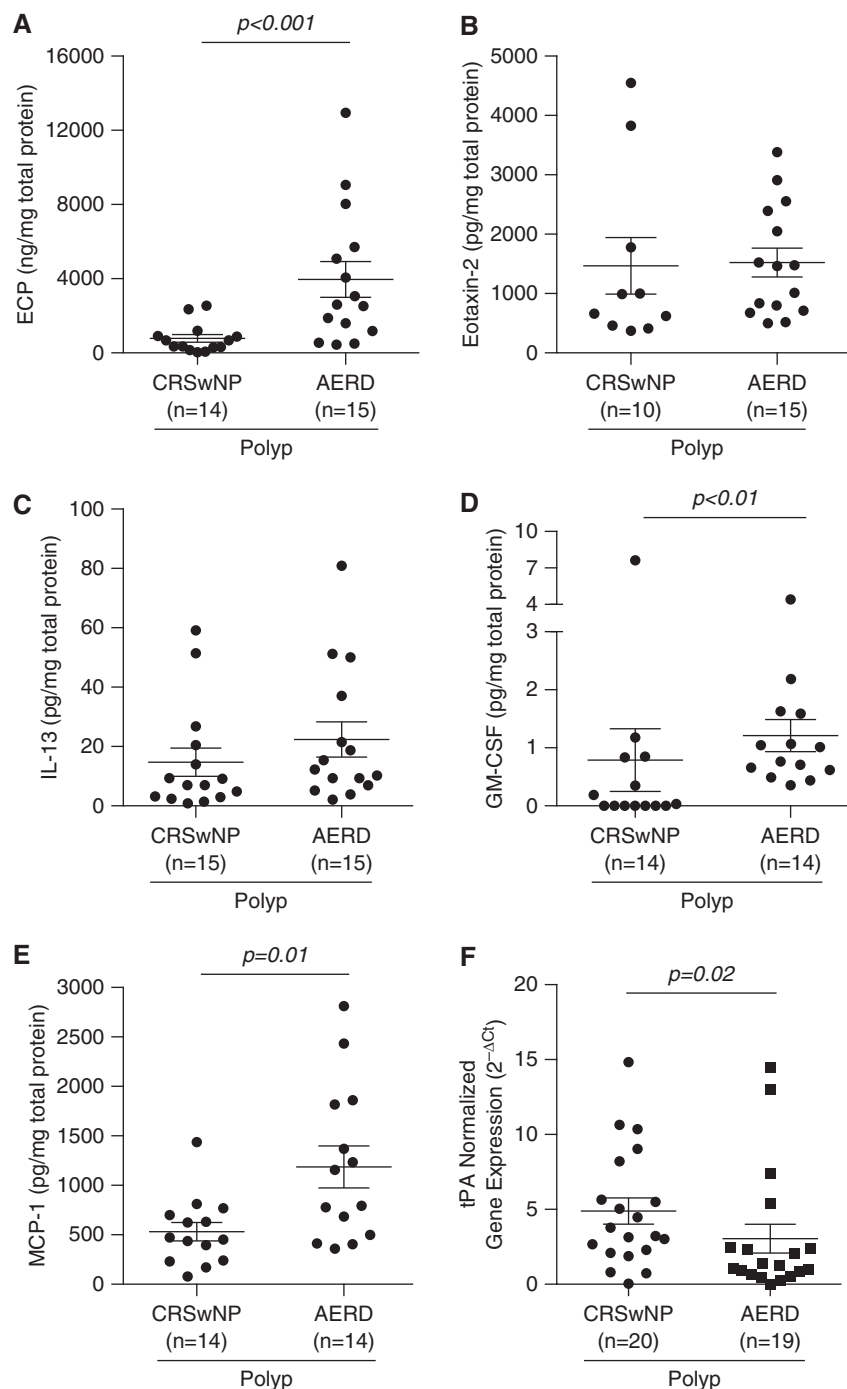 A
p<0.001
ECP (ng/mg total protein)
16000
12000
8000
4000
0
CRSwNP AERD
(n=14) (n=15)
Polyp
B
Eotaxin-2 (pg/mg total protein)
5000
4000
3000
2000
1000
0
CRSwNP AERD
(n=10) (n=15)
Polyp
C
IL-13 (pg/mg total protein)
100
80
60
40
20
0
CRSwNP AERD
(n=15) (n=15)
Polyp
D
p<0.01
GM-CSF (pg/mg total protein)
10
7
4
3
2
1
0
CRSwNP AERD
(n=14) (n=14)
Polyp
E
p=0.01
MCP-1 (pg/mg total protein)
3000
2500
2000
1500
1000
500
0
CRSwNP AERD
(n=14) (n=14)
Polyp
F
p=0.02
tPA Normalized
Gene Expression (2−ΔCt)
20
15
10
5
0
CRSwNP AERD
(n=20) (n=19)
Polyp